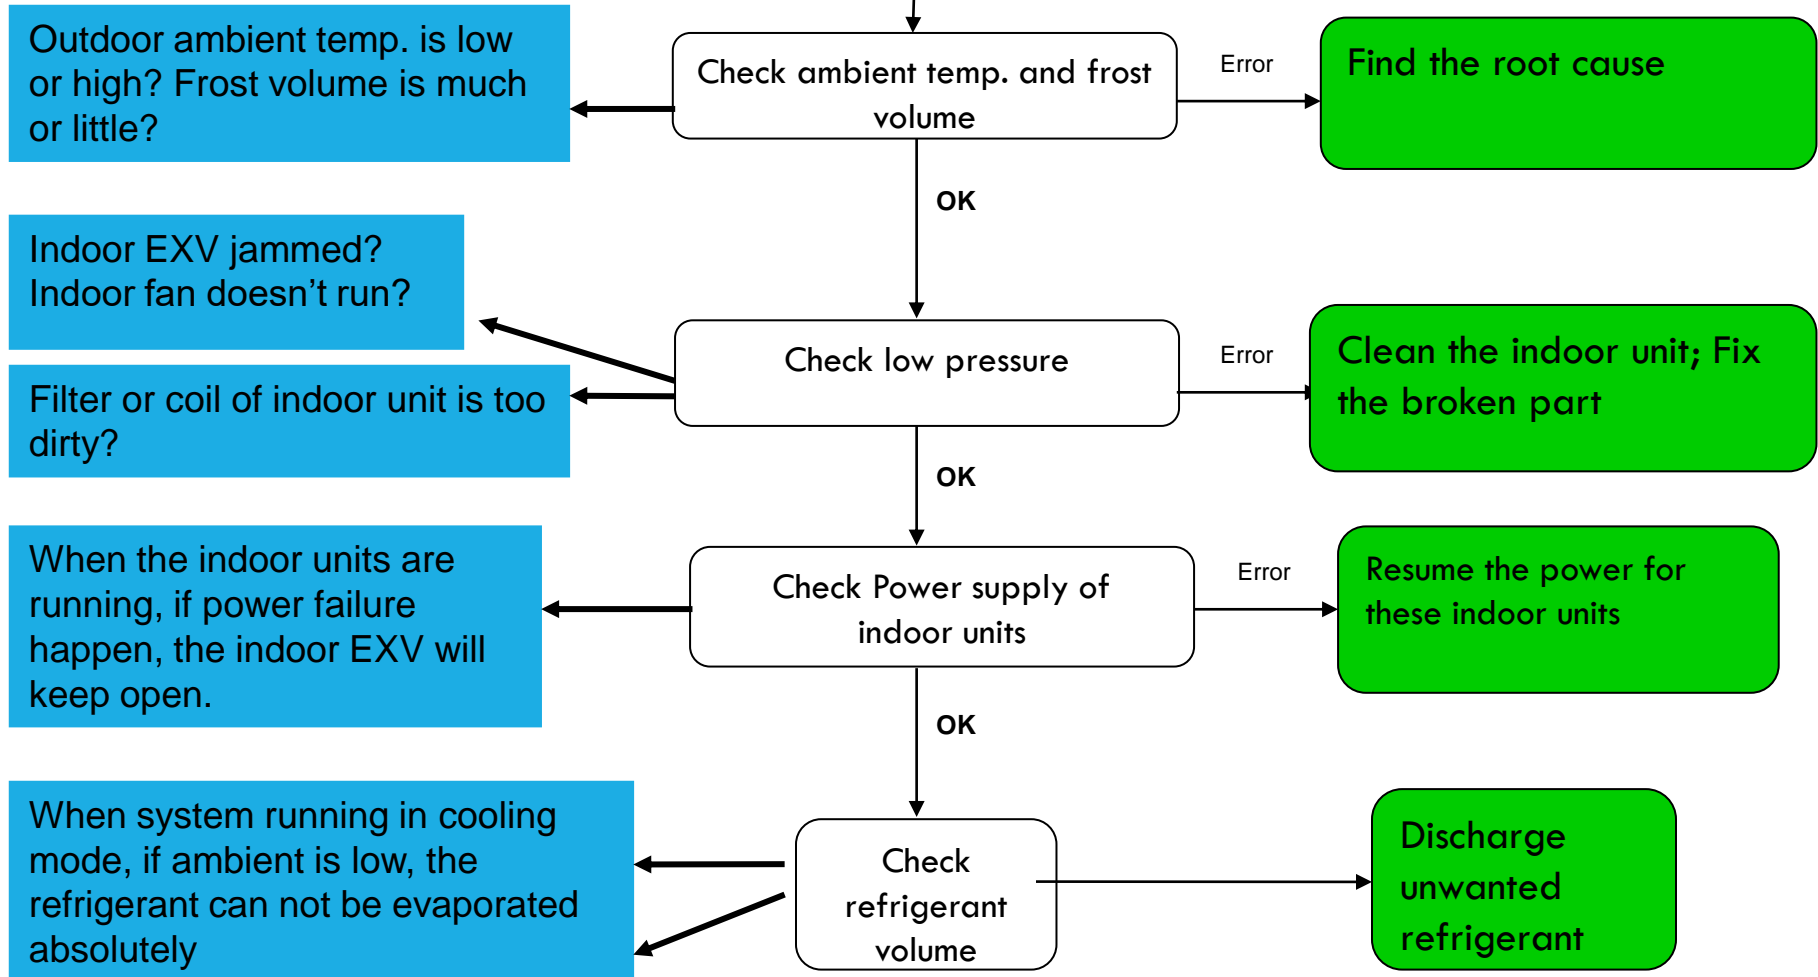 Outdoor ambient temp. is low
or high? Frost volume is much
or little?
Check ambient temp. and frost
volume
Error
Find the root cause
OK
Indoor EXV jammed?
Indoor fan doesn’t run?
Filter or coil of indoor unit is too
dirty?
Check low pressure
Error
Clean the indoor unit; Fix
the broken part
OK
When the indoor units are
running, if power failure
happen, the indoor EXV will
keep open.
Check Power supply of
indoor units
Error
Resume the power for
these indoor units
OK
When system running in cooling
mode, if ambient is low, the
refrigerant can not be evaporated
absolutely
Check
refrigerant
volume
Discharge
unwanted
refrigerant